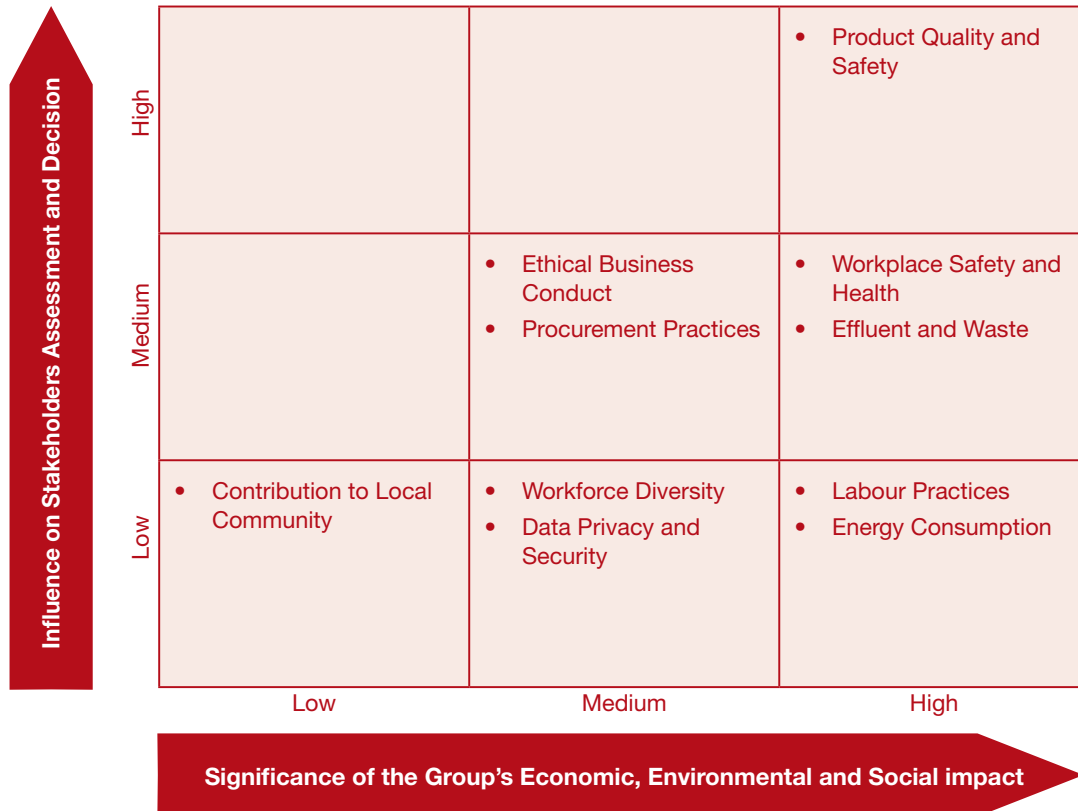 Influence on Stakeholders Assessment and Decision
High
• Product Quality and
Safety
Medium
• Ethical Business
Conduct
• Procurement Practices
• Workplace Safety and
Health
• Effluent and Waste
Low
• Contribution to Local
Community
• Workforce Diversity
• Data Privacy and
Security
• Labour Practices
• Energy Consumption
Low
Medium
High
Significance of the Group’s Economic, Environmental and Social impact